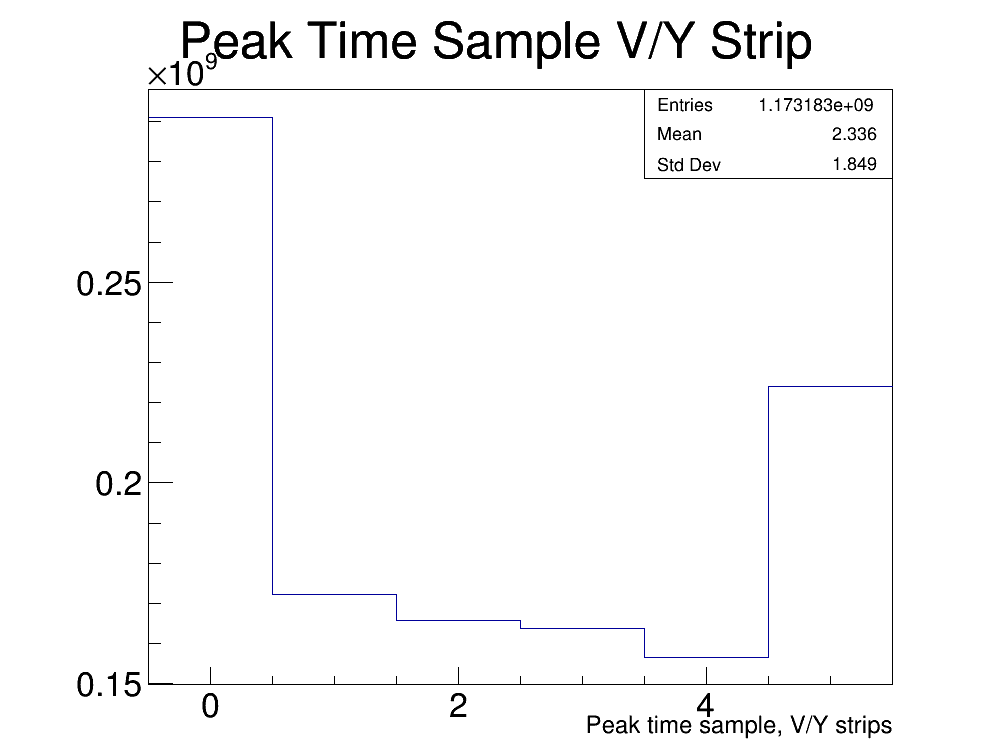 Peak Time Sample V/Y Strip
×10⁹
Entries 1.173183e+09
Mean 2.336
Std Dev 1.849
0.25
0.2
0.15
0 2 4
Peak time sample, V/Y strips